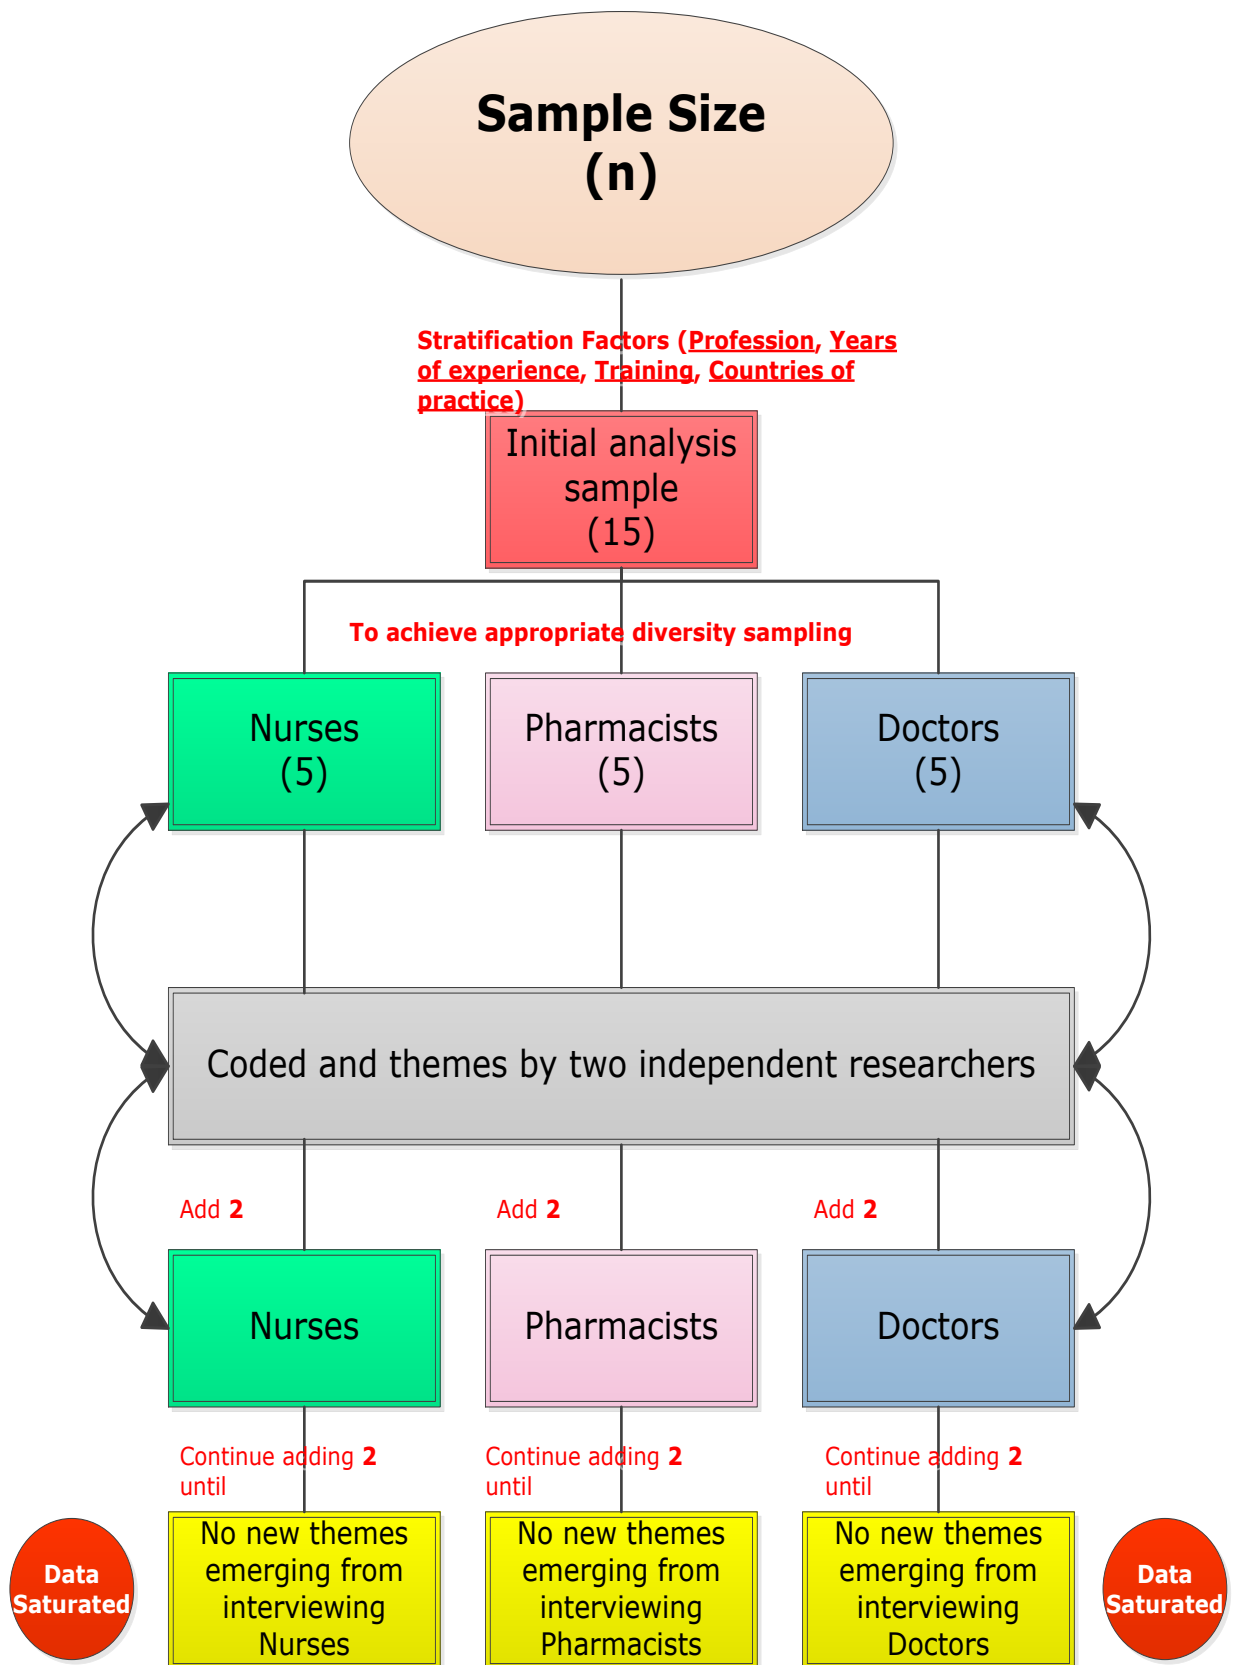 Sample Size
(n)
Stratification Factors (Profession, Years
of experience, Training, Countries of
practice)
Initial analysis
sample
(15)
To achieve appropriate diversity sampling
Nurses
(5)
Pharmacists
(5)
Doctors
(5)
Coded and themes by two independent researchers
Add 2
Add 2
Add 2
Nurses
Pharmacists
Doctors
Continue adding 2
until
Continue adding 2
until
Continue adding 2
until
Data
Saturated
No new themes
emerging from
interviewing
Nurses
No new themes
emerging from
interviewing
Pharmacists
No new themes
emerging from
interviewing
Doctors
Data
Saturated